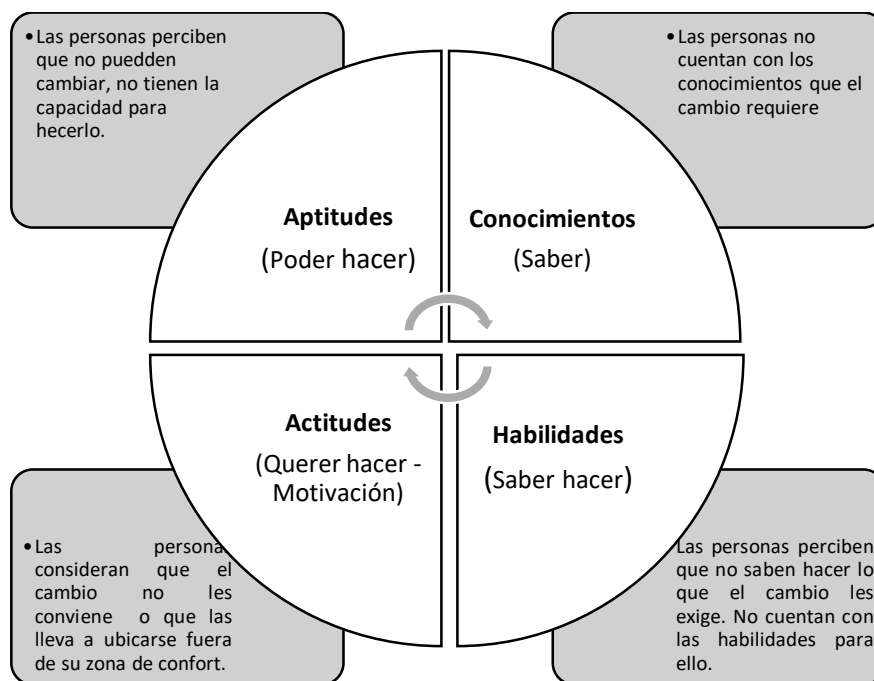 •Las personas perciben
que no puedden
cambiar, no tienen la
capacidad para
hecerlo.
•Las personas no
cuentan con los
conocimientos que el
cambio requiere
Aptitudes
(Poder hacer)
Conocimientos
(Saber)
Actitudes
(Querer hacer -
Motivación)
Habilidades
(Saber hacer)
•Las persona
consideran que el
cambio no les
conviene o que las
lleva a ubicarse fuera
de su zona de confort.
Las personas perciben
que no saben hacer lo
que el cambio les
exige. No cuentan con
las habilidades para
ello.